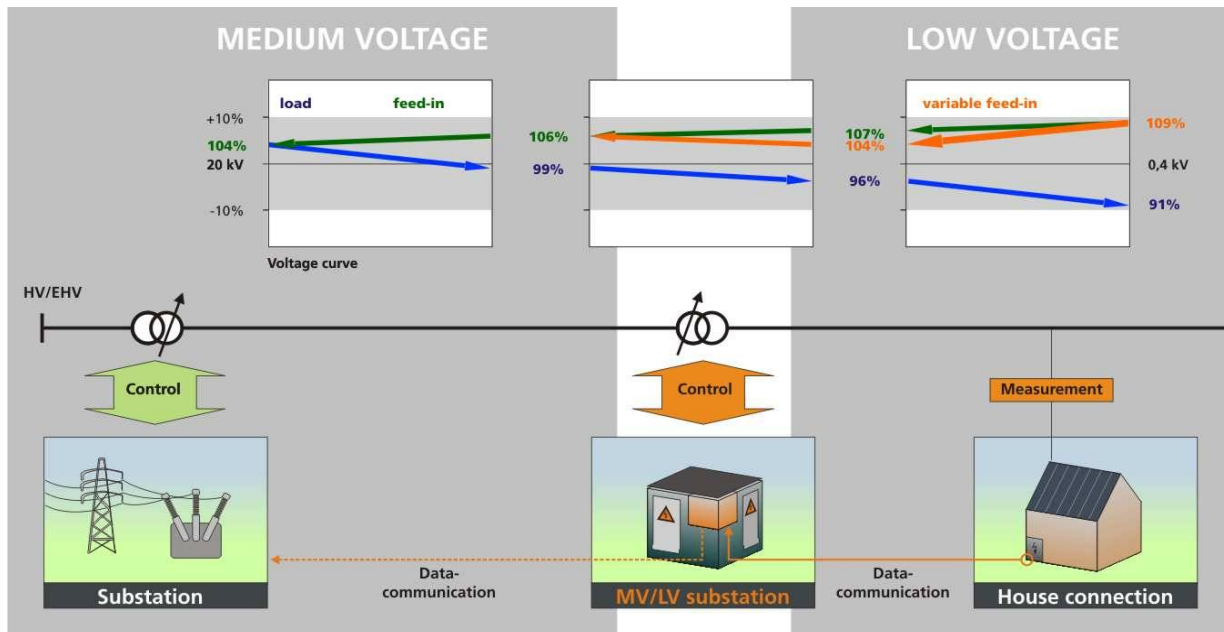 MEDIUM VOLTAGE
LOW VOLTAGE
load
feed-in
variable feed-in
+10%
104%
20 kV
-10%
106%
99%
107%
104%
96%
109%
0,4 kV
91%
Voltage curve
HV/EHV
Control
Control
Measurement
Data-
communication
Data-
communication
Substation
MV/LV substation
House connection